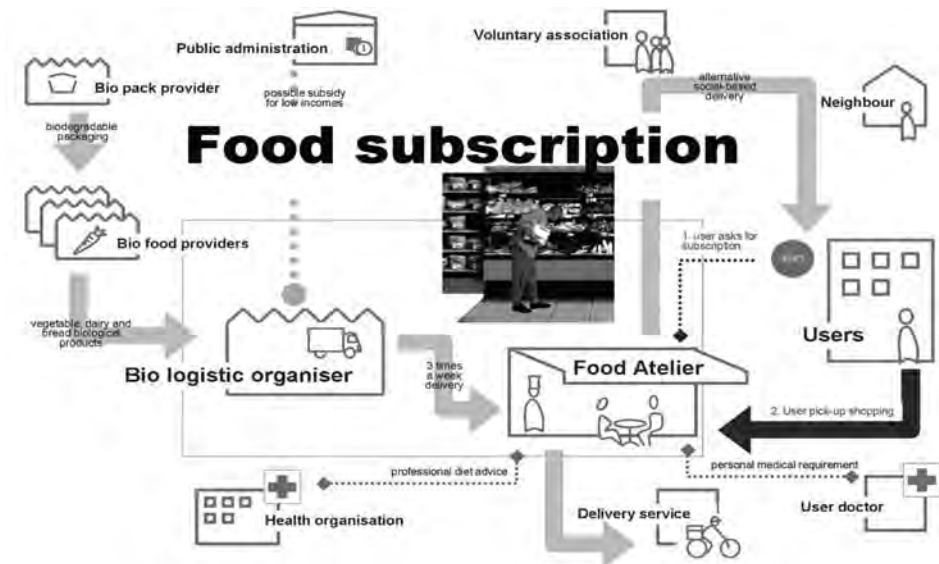 Public administration
Voluntary association
Bio pack provider
possible subsidy
for low incomes
alternative
social-based
delivery
Neighbour
biodegradable
packaging
Food subscription
Bio food providers
1. user asks for
subscription
vegetable, dairy and
bread biological
products
Users
Bio logistic organiser
3 times
a week
delivery
Food Atelier
2. User pick-up shopping
professional diet advice
personal medical requirement
Health organisation
Delivery service
User doctor